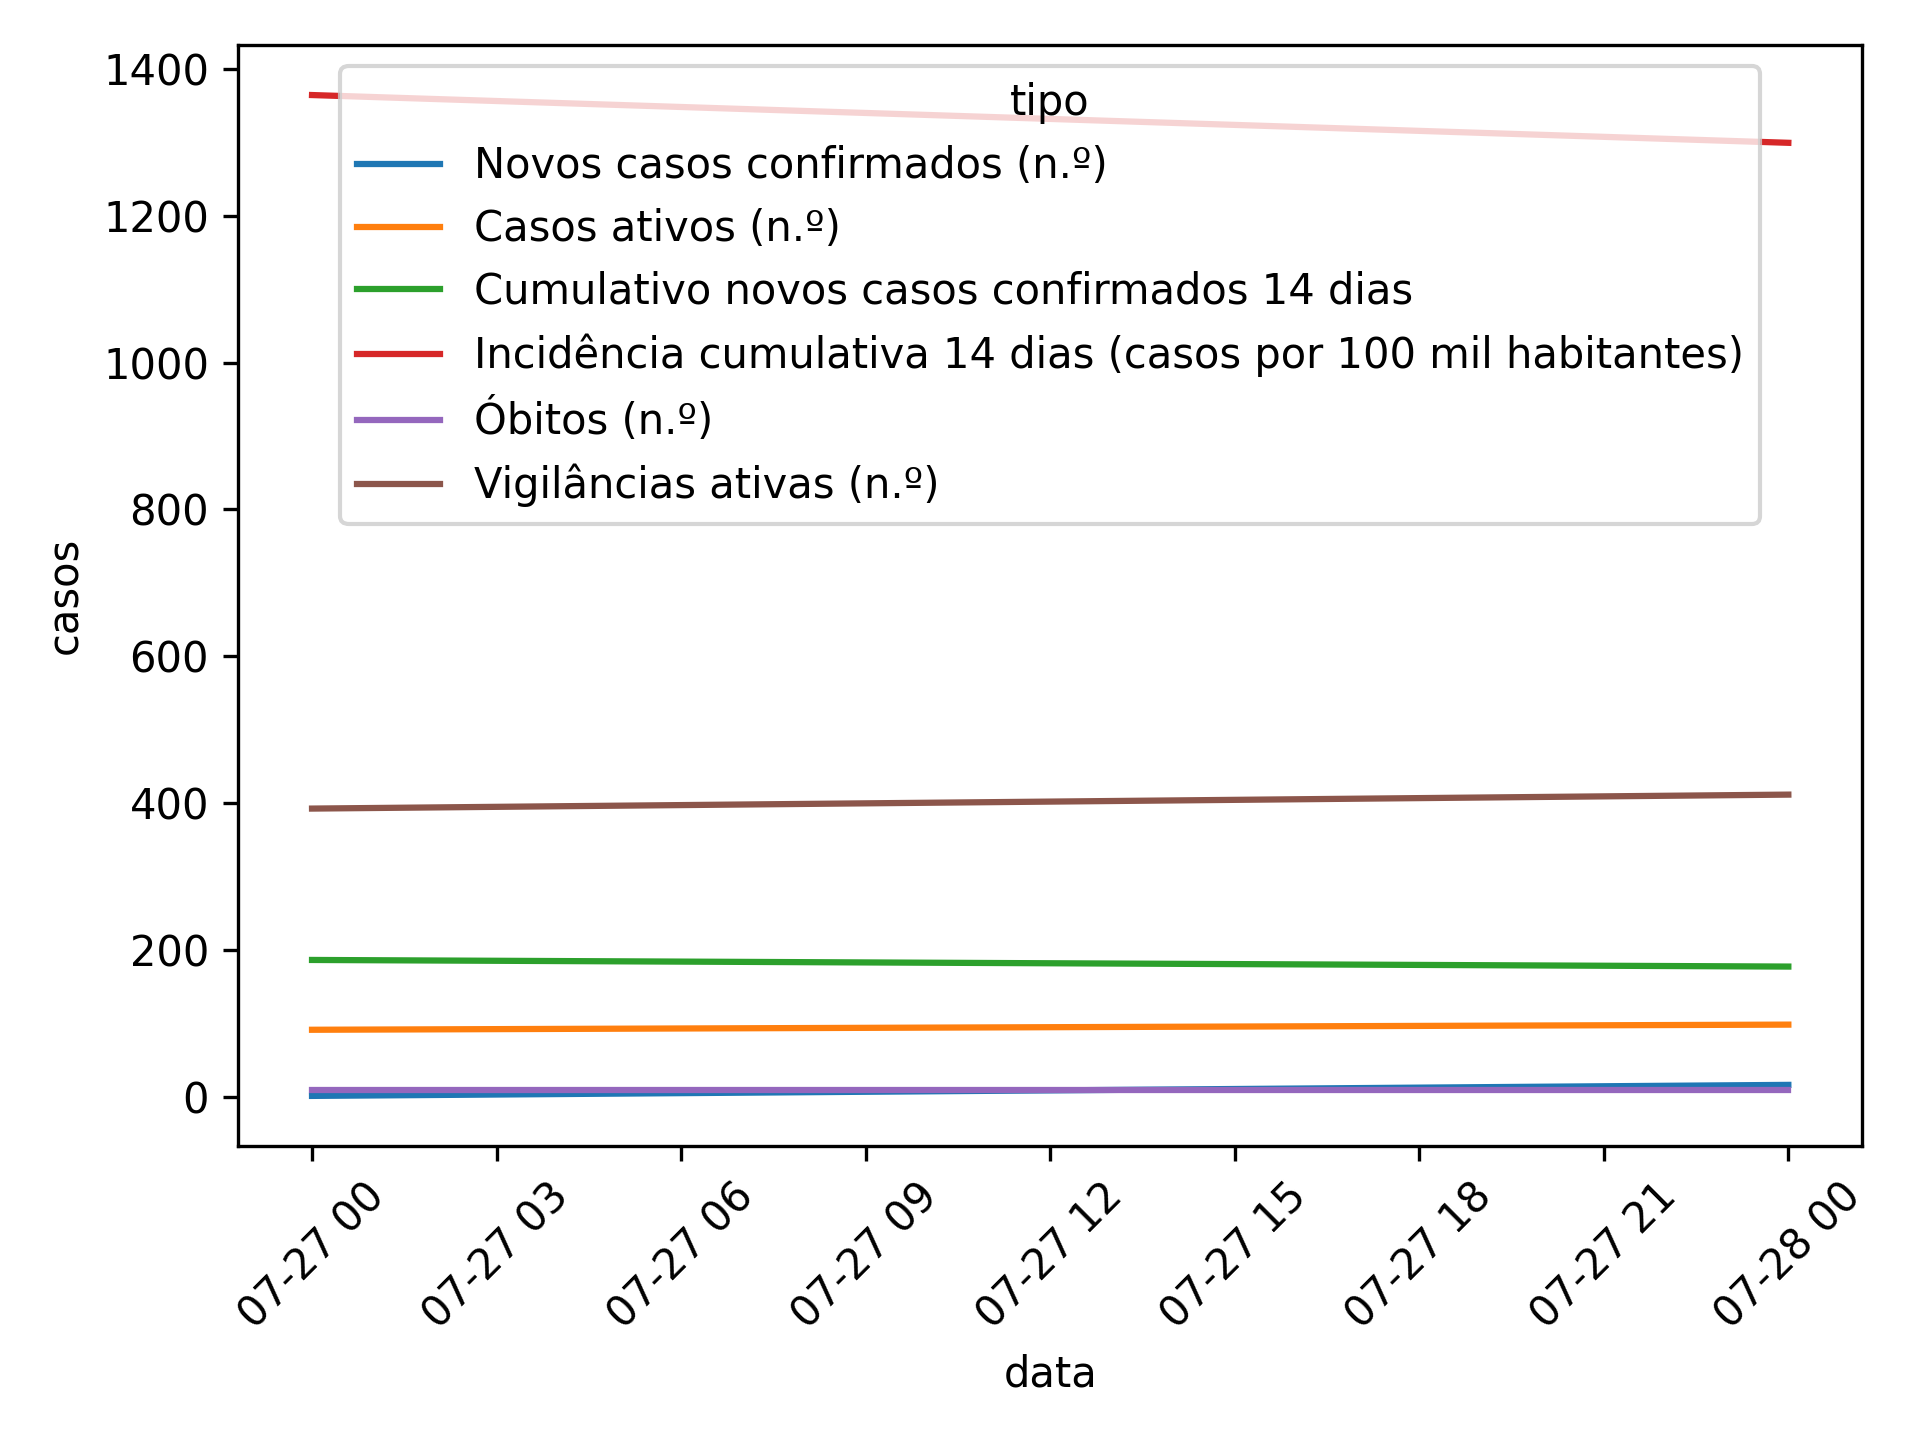 tipo
Novos casos confirmados (n.º)
Casos ativos (n.º)
Cumulativo novos casos confirmados 14 dias
Incidência cumulativa 14 dias (casos por 100 mil habitantes)
Óbitos (n.º)
Vigilâncias ativas (n.º)
1400
1200
1000
800
600
400
200
0
casos
07-27 00
07-27 03
07-27 06
07-27 09
07-27 12
07-27 15
07-27 18
07-27 21
07-28 00
data